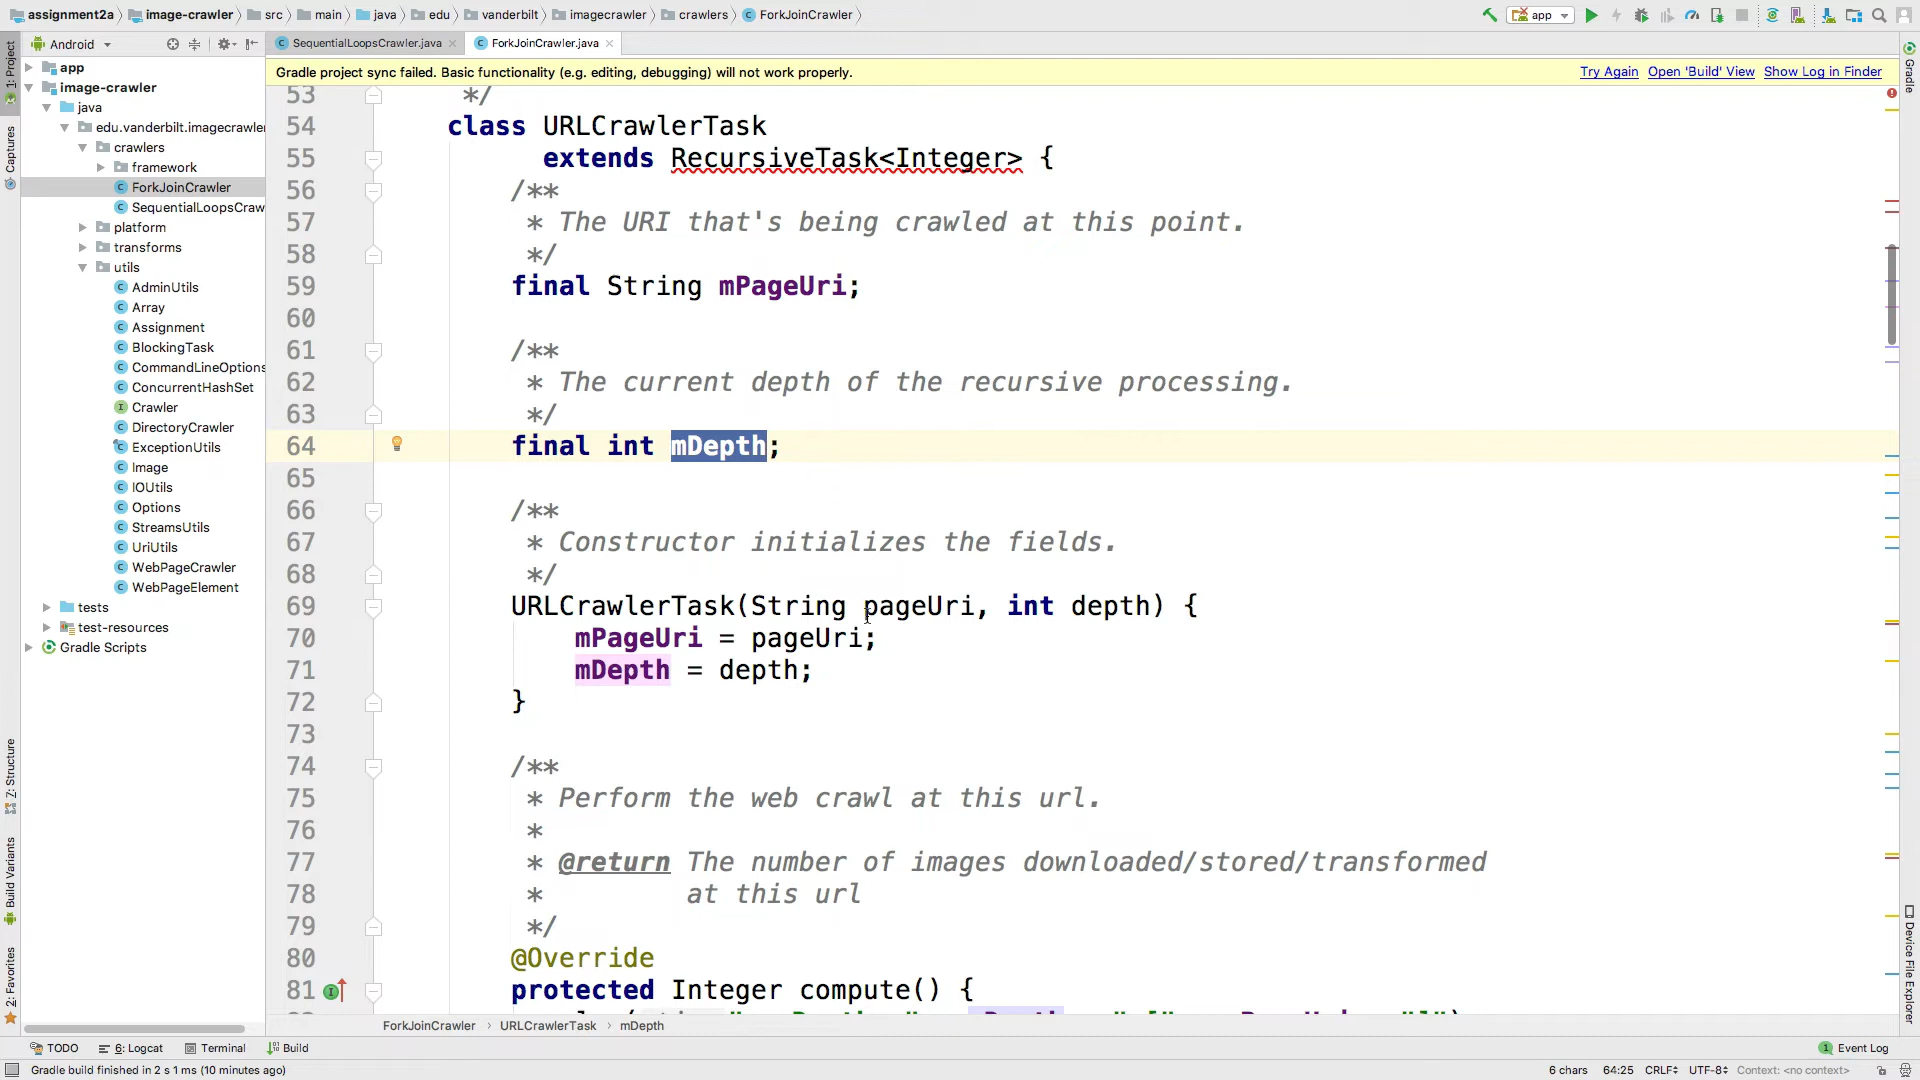 assignment2a image-crawler src main java edu vanderbilt imagecrawler crawlers ForkJoinCrawler app
Android SequentialLoopsCrawler.java ForkJoinCrawler.java
Gradle project sync failed. Basic functionality (e.g. editing, debugging) will not work properly. Try Again Open 'Build' View Show Log in Finder
1: Project
Captures
Z: Structure
Build Variants
2: Favorites
app
image-crawler
java
edu.vanderbilt.imagecrawler
crawlers
framework
ForkJoinCrawler
SequentialLoopsCraw
platform
transforms
utils
AdminUtils
Array
Assignment
BlockingTask
CommandLineOptions
ConcurrentHashSet
Crawler
DirectoryCrawler
ExceptionUtils
Image
IOUtils
Options
StreamsUtils
UriUtils
WebPageCrawler
WebPageElement
tests
test-resources
Gradle Scripts
53 */
54 class URLCrawlerTask
55 extends RecursiveTask<Integer> {
56 /**
57 * The URI that's being crawled at this point.
58 */
59 final String mPageUri;
60
61 /**
62 * The current depth of the recursive processing.
63 */
64 final int mDepth;
65
66 /**
67 * Constructor initializes the fields.
68 */
69 URLCrawlerTask(String pageUri, int depth) {
70 mPageUri = pageUri;
71 mDepth = depth;
72 }
73
74 /**
75 * Perform the web crawl at this url.
76 *
77 * @return The number of images downloaded/stored/transformed
78 * at this url
79 */
80 @Override
81 protected Integer compute() {
Gradle
Device File Explorer
ForkJoinCrawler URLCrawlerTask mDepth
TODO 6: Logcat Terminal Build 1 Event Log
Gradle build finished in 2 s 1 ms (10 minutes ago) 6 chars 64:25 CRLF UTF-8 Context: <no context>